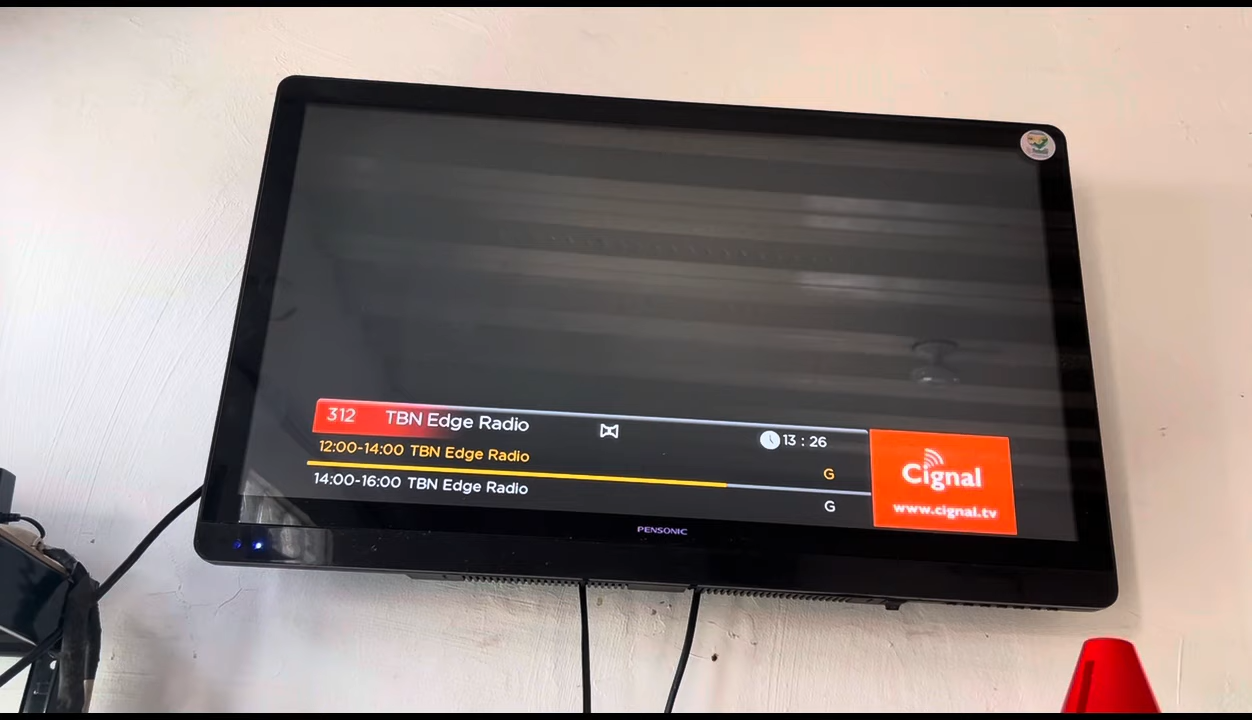 312 TBN Edge Radio 13 : 26
12:00-14:00 TBN Edge Radio G
14:00-16:00 TBN Edge Radio G
Cignal
www.cignal.tv
PENSONIC